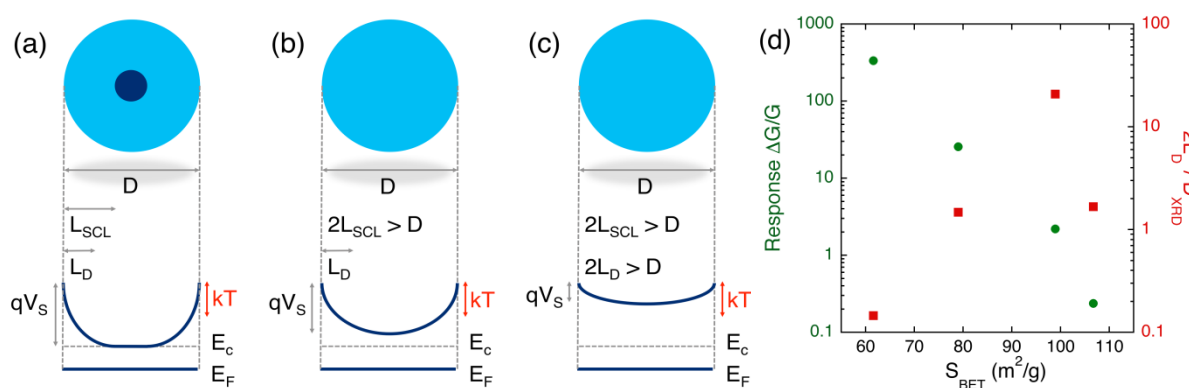 (a)
D
L_SCL
L_D
qV_S
kT
E_c
E_F
(b)
D
2L_SCL > D
L_D
qV_S
kT
E_c
E_F
(c)
D
2L_SCL > D
2L_D > D
qV_S
kT
E_c
E_F
(d)
Response ΔG/G
1000
100
10
1
0.1
60 70 80 90 100 110
S_BET (m²/g)
100
10
1
0.1
2L_D / D_XRD